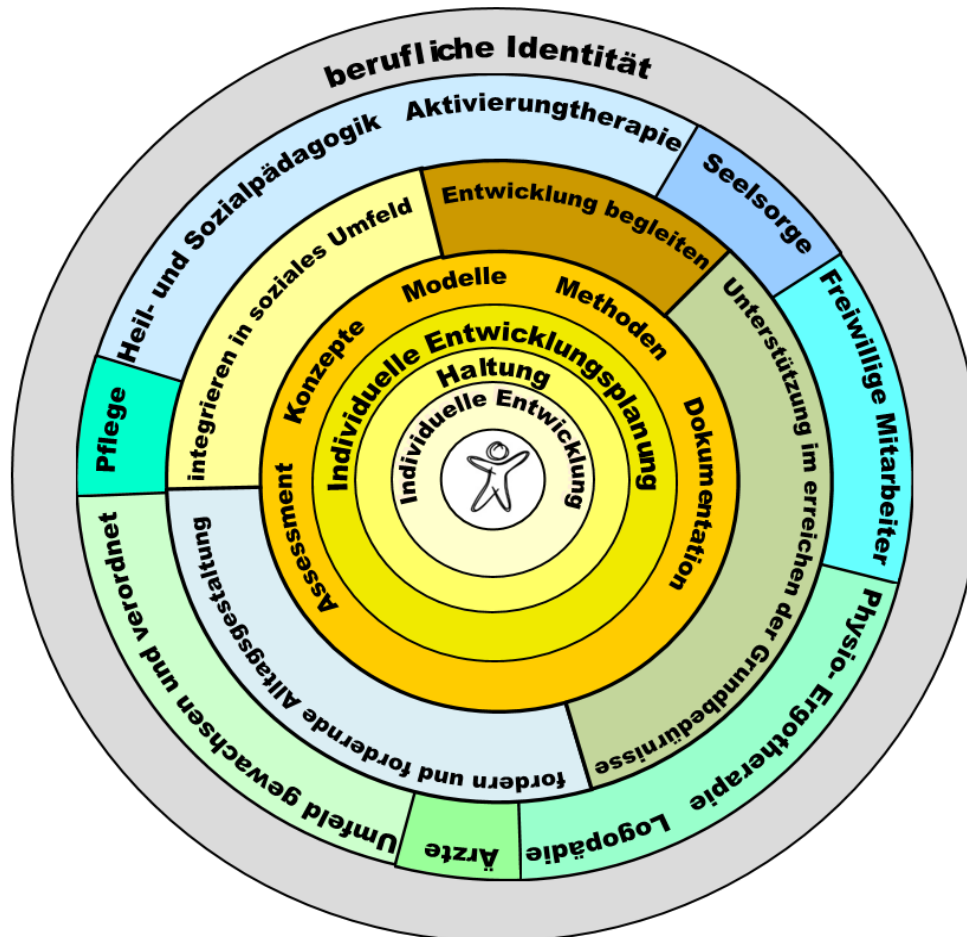 berufliche Identität
Heil- und Sozialpädagogik Aktivierungtherapie
Seelsorge
Freiwillige Mitarbeiter
Physio- Ergotherapie Logopädie
Ärzte
Umfeld gewachsen und verordnet
Pflege
integrieren in soziales Umfeld
Entwicklung begleiten
Unterstützung im erreichen der Grundbedürnisse
fordern und fordernde Alltagsgestaltung
Assessment Konzepte Modelle Methoden Dokumentation
Individuelle Entwicklungsplanung
Haltung
Individuelle Entwicklung